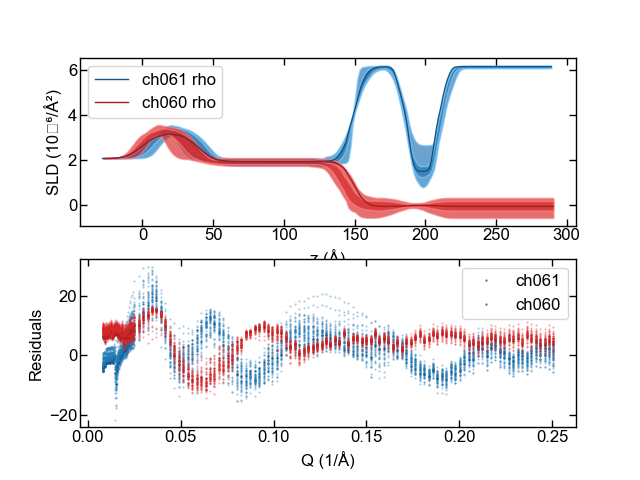 6
4
2
0
SLD (10▯⁶/Å²)
ch061 rho
ch060 rho
0 50 100 150 200 250 300
z (Å)
20
0
−20
Residuals
ch061
ch060
0.00 0.05 0.10 0.15 0.20 0.25
Q (1/Å)